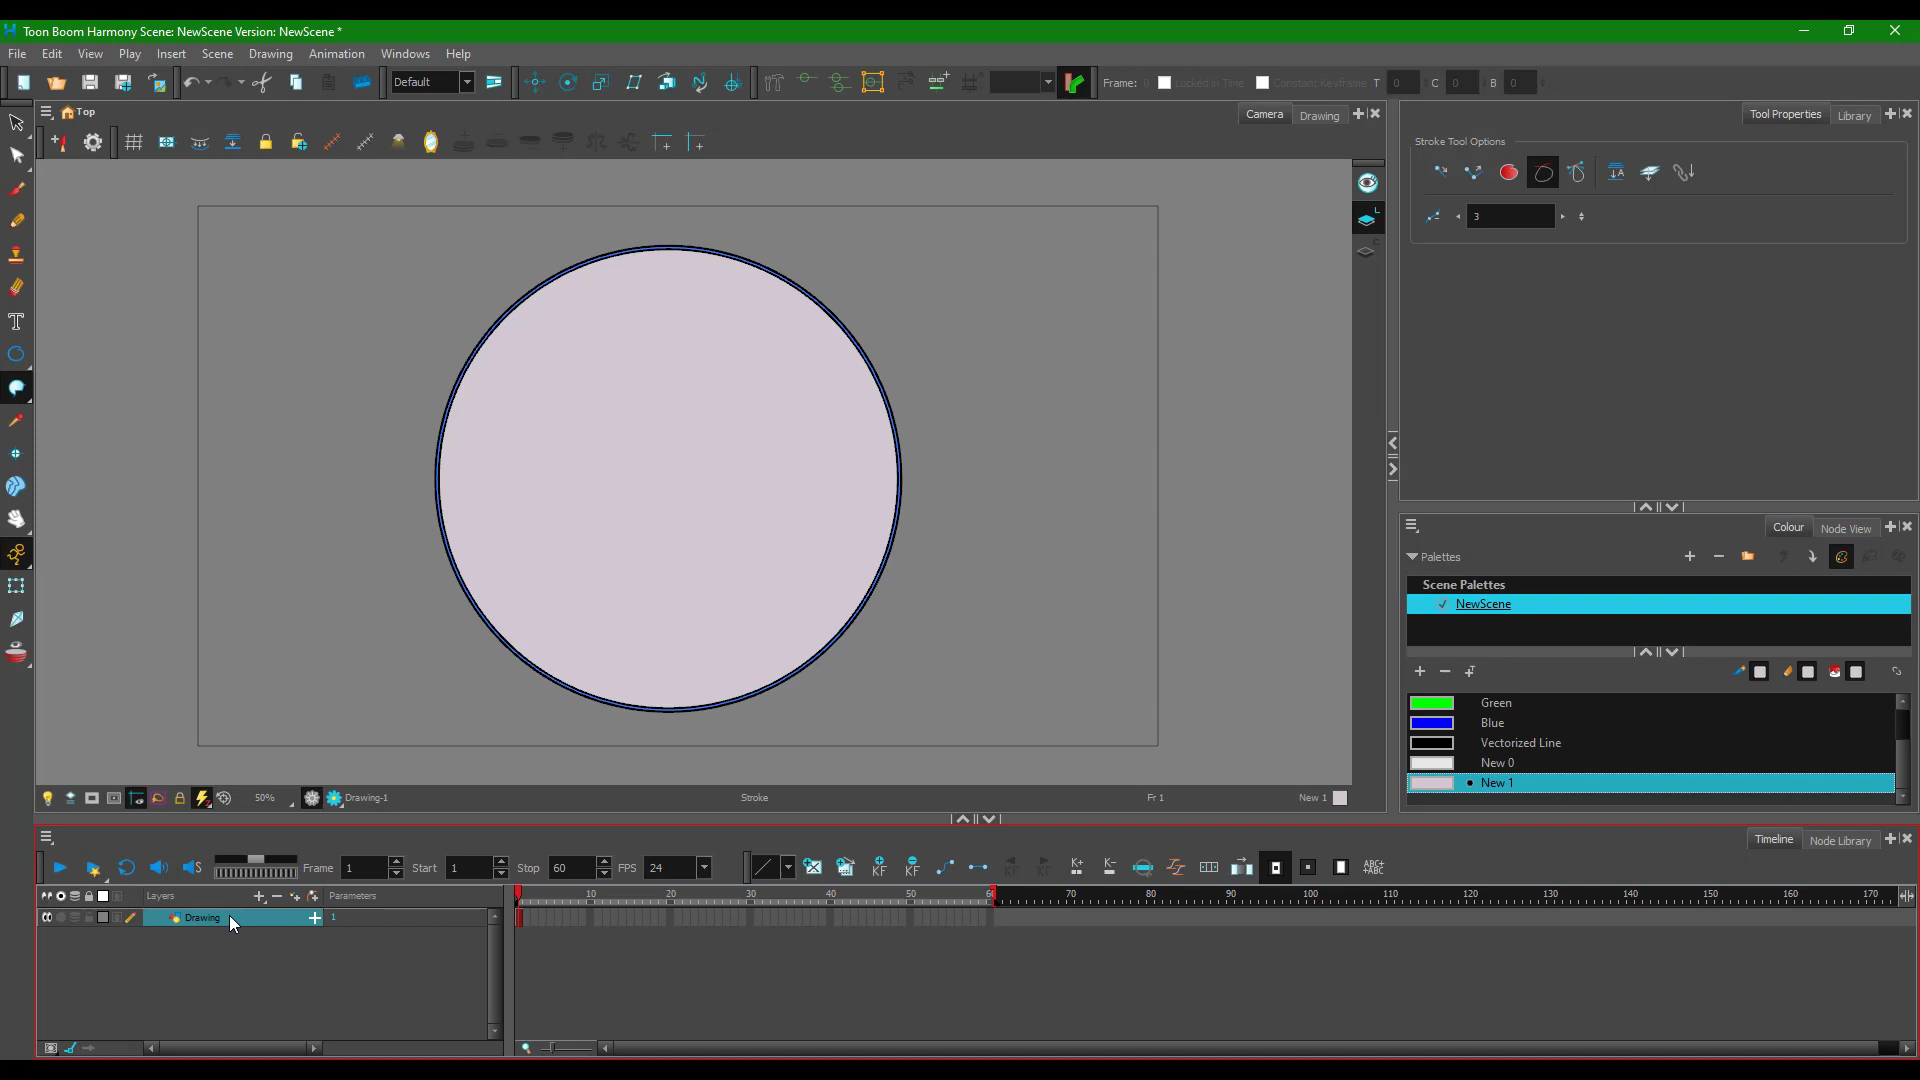 Toon Boom Harmony Scene: NewScene Version: NewScene *
File Edit View Play Insert Scene Drawing Animation Windows Help
Default Frame: 0 Locked in Time Constant Keyframe T 0 C 0 B 0
Top Camera Drawing Tool Properties Library
Stroke Tool Options
3
Colour Node View
Palettes
Scene Palettes
NewScene
Green
Blue
Vectorized Line
New 0
New 1
50% Drawing-1 Stroke Fr 1 New 1
Timeline Node Library
Frame 1 Start 1 Stop 60 FPS 24
Layers Parameters 10 20 30 40 50 60 70 80 90 100 110 120 130 140 150 160 170
Drawing 1